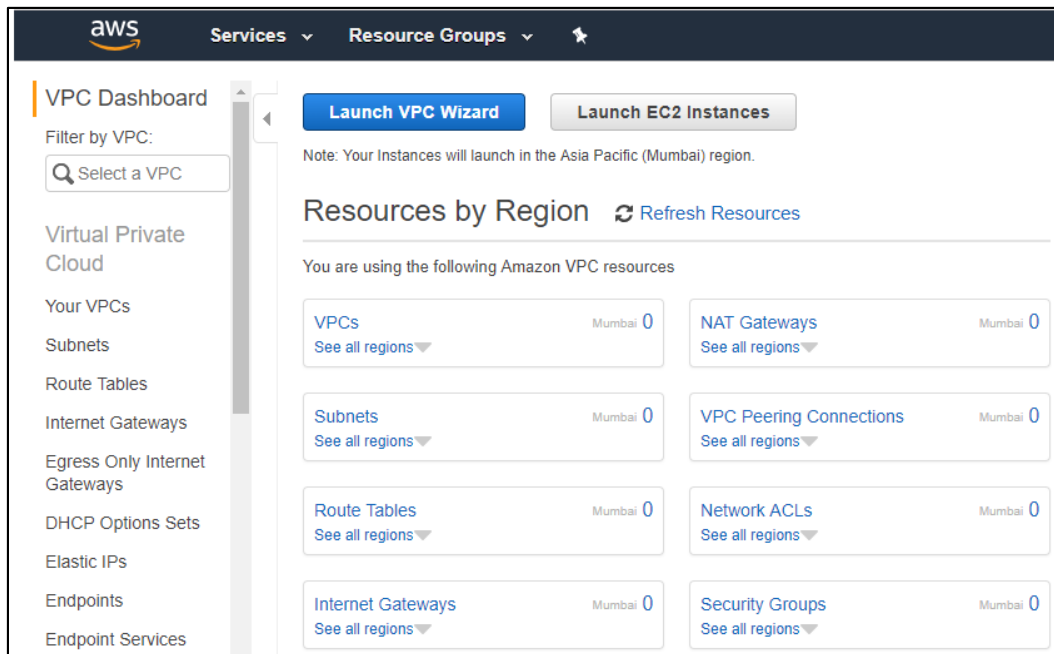 aws
Services
Resource Groups
VPC Dashboard
Filter by VPC:
Select a VPC
Virtual Private
Cloud
Your VPCs
Subnets
Route Tables
Internet Gateways
Egress Only Internet
Gateways
DHCP Options Sets
Elastic IPs
Endpoints
Endpoint Services
Launch VPC Wizard
Launch EC2 Instances
Note: Your Instances will launch in the Asia Pacific (Mumbai) region.
Resources by Region Refresh Resources
You are using the following Amazon VPC resources
VPCs Mumbai 0
See all regions
NAT Gateways Mumbai 0
See all regions
Subnets Mumbai 0
See all regions
VPC Peering Connections Mumbai 0
See all regions
Route Tables Mumbai 0
See all regions
Network ACLs Mumbai 0
See all regions
Internet Gateways Mumbai 0
See all regions
Security Groups Mumbai 0
See all regions